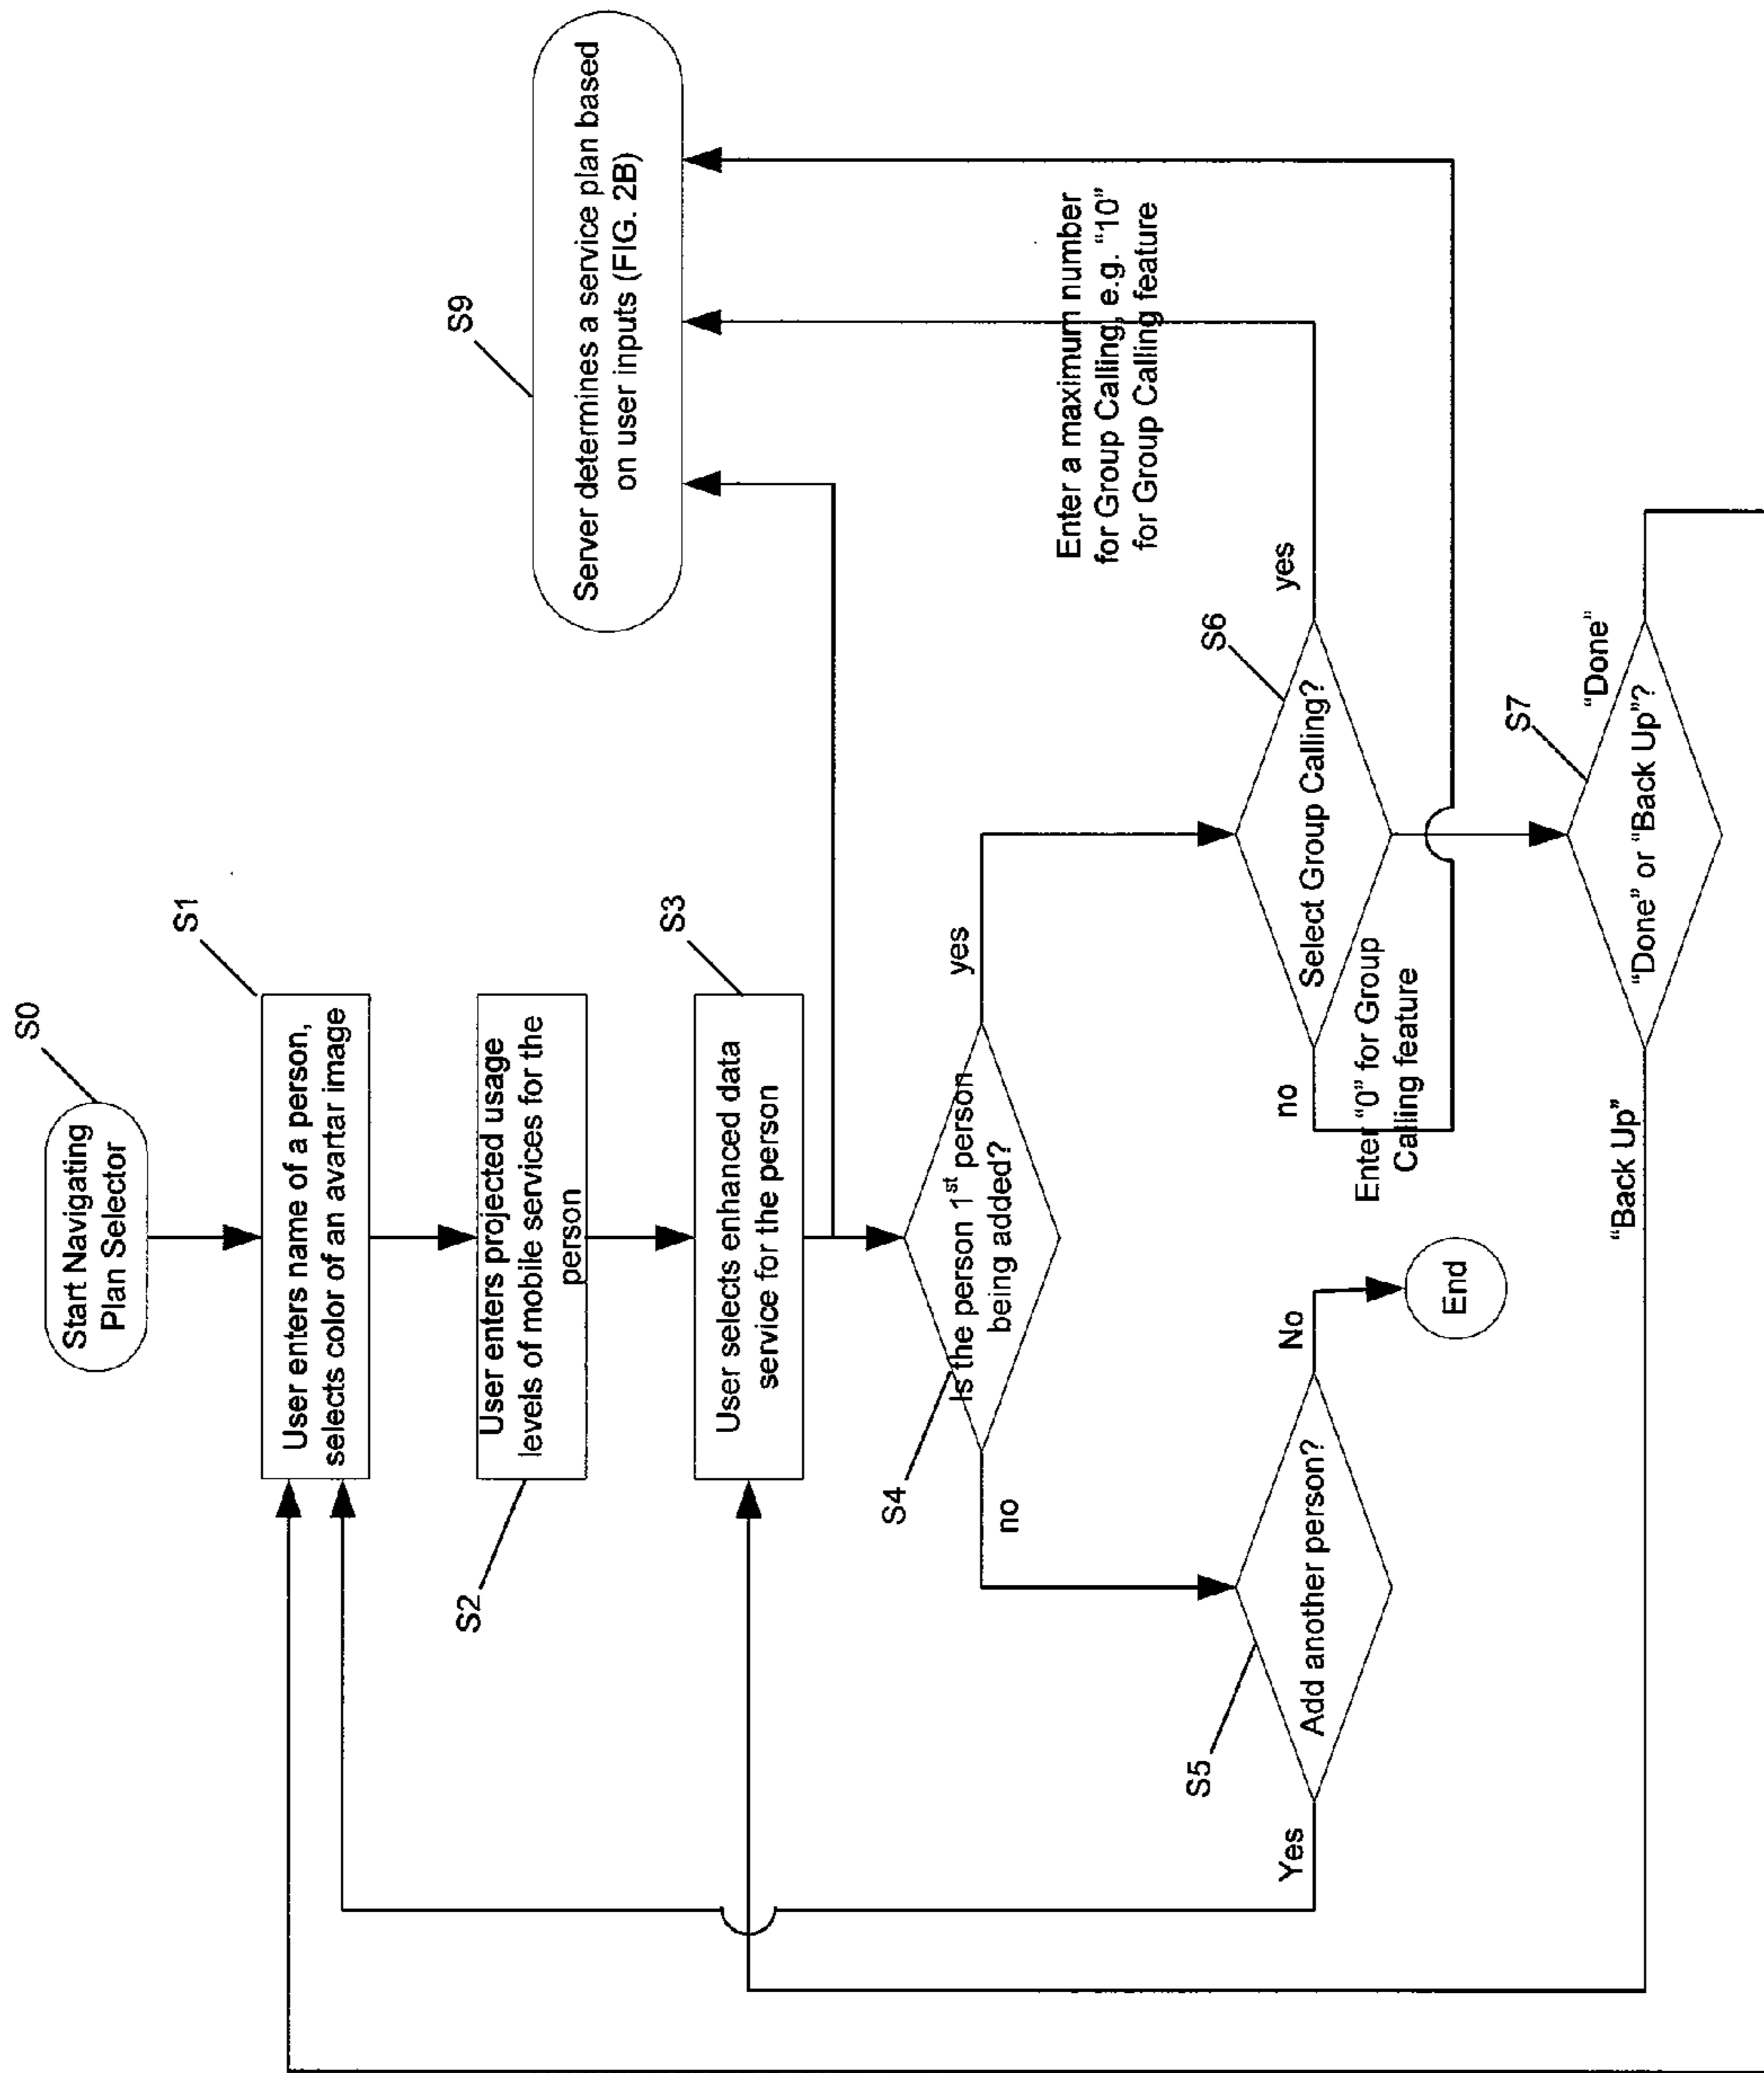 S0
Start Navigating
Plan Selector
S1
User enters name of a person,
selects color of an avartar image
S2
User enters projected usage
levels of mobile services for the
person
S3
User selects enhanced data
service for the person
S9
Server determines a service plan based
on user inputs (FIG. 2B)
S4
Is the person 1st person
being added?
no
yes
S5
Add another person?
Yes
No
End
S6
Select Group Calling?
yes
Enter a maximum number
for Group Calling, e.g. “10”
for Group Calling feature
no
Enter “0” for Group
Calling feature
S7
“Done” or “Back Up”?
“Done”
“Back Up”